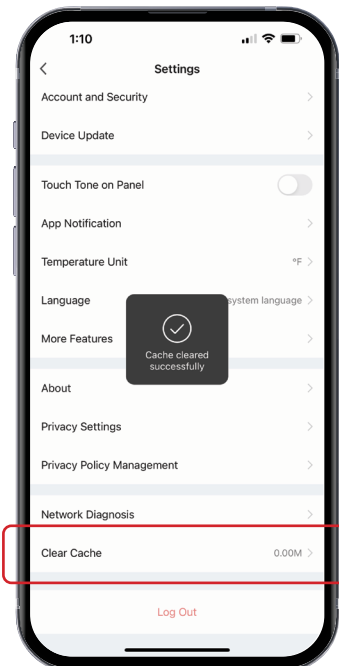 1:10
Settings
Account and Security
Device Update
Touch Tone on Panel
App Notification
Temperature Unit °F
Language system language
More Features
Cache cleared
successfully
About
Privacy Settings
Privacy Policy Management
Network Diagnosis
Clear Cache 0.00M
Log Out